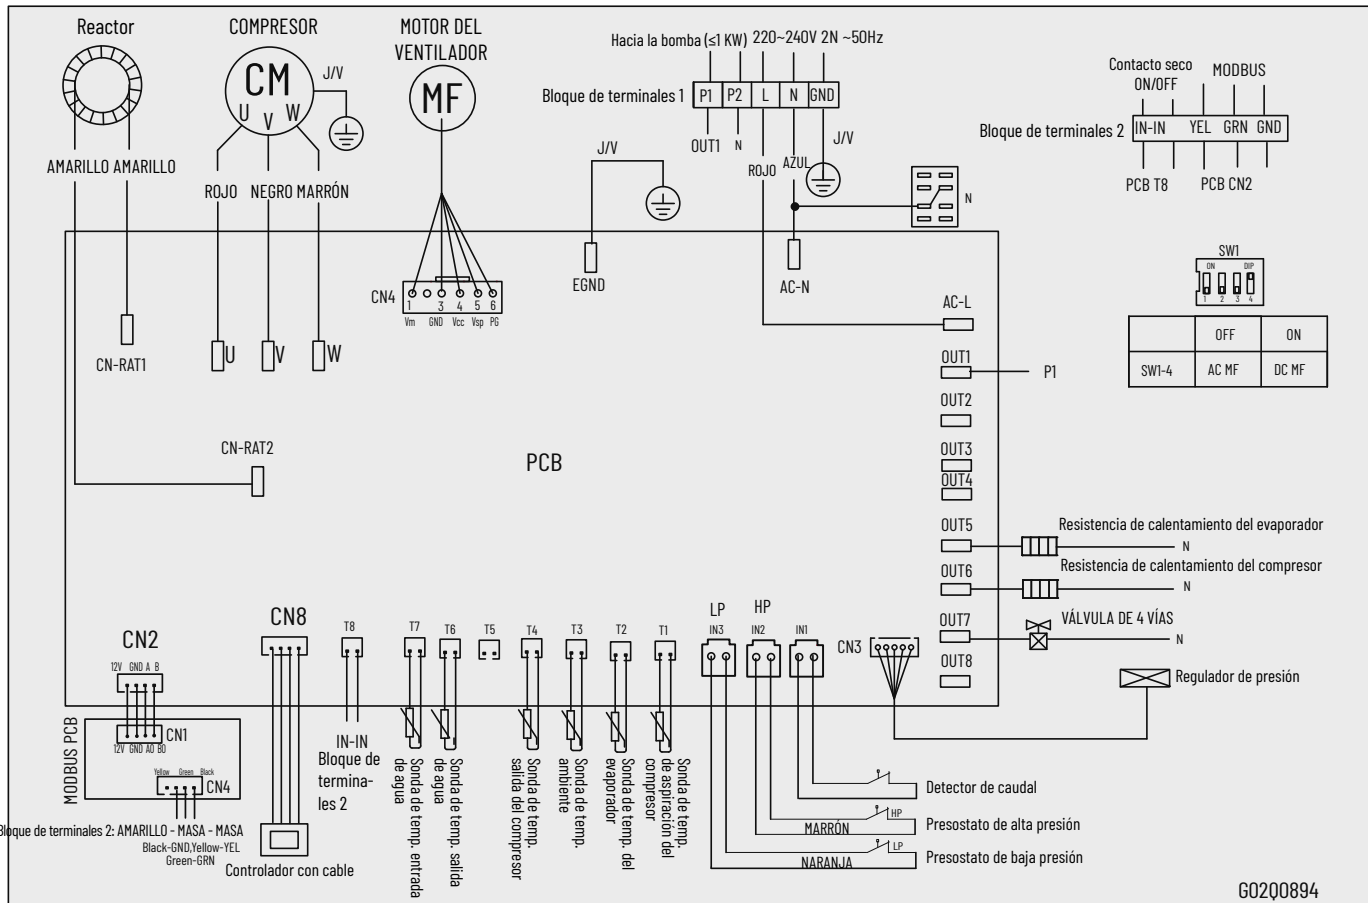 Reactor
COMPRESOR
MOTOR DEL
VENTILADOR
CM
U
V
W
J/V
MF
Hacia la bomba (≤1 KW)
220~240V 2N ~50Hz
Bloque de terminales 1
P1
P2
L
N
GND
OUT1
N
ROJO
AZUL
J/V
J/V
N
Contacto seco
ON/OFF
MODBUS
Bloque de terminales 2
IN-IN
YEL
GRN
GND
PCB T8
PCB CN2
AMARILLO
AMARILLO
ROJO
NEGRO
MARRÓN
CN4
1
3
4
5
6
Vm
GND
Vcc
Vsp
PG
EGND
AC-N
AC-L
SW1
ON
DIP
1
2
3
4
OFF
ON
SW1-4
AC MF
DC MF
CN-RAT1
U
V
W
OUT1
P1
OUT2
CN-RAT2
PCB
OUT3
OUT4
OUT5
Resistencia de calentamiento del evaporador
N
OUT6
Resistencia de calentamiento del compresor
N
OUT7
VÁLVULA DE 4 VÍAS
N
OUT8
Regulador de presión
CN2
12V GND A B
CN8
T8
T7
T6
T5
T4
T3
T2
T1
LP
IN3
HP
IN2
IN1
CN3
MODBUS PCB
CN1
12V GND A0 B0
Yellow Green Black
CN4
Bloque de terminales 2: AMARILLO - MASA - MASA
Black-GND,Yellow-YEL
Green-GRN
Controlador con cable
IN-IN
Bloque de
termina-
les 2
Sonda de temp. entrada
de agua
Sonda de temp. salida
de agua
Sonda de temp.
salida del compresor
Sonda de temp.
ambiente
Sonda de temp. del
evaporador
Sonda de temp.
de aspiración del
compresor
Detector de caudal
HP
MARRÓN
Presostato de alta presión
LP
NARANJA
Presostato de baja presión
G02Q0894